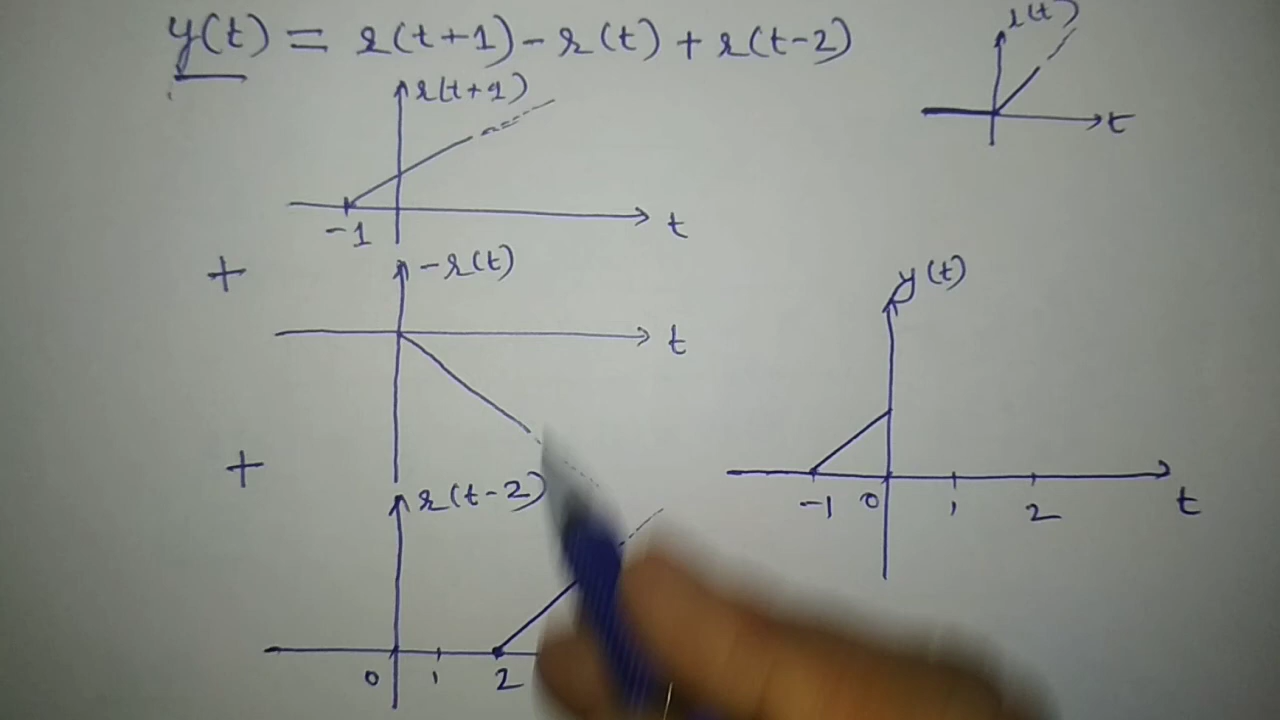 y(t) = r(t+1) - r(t) + r(t-2)
r(t)
t
r(t+1)
t
-1
+
-r(t)
t
+
r(t-2)
0 1 2
y(t)
-1 0 1 2 t